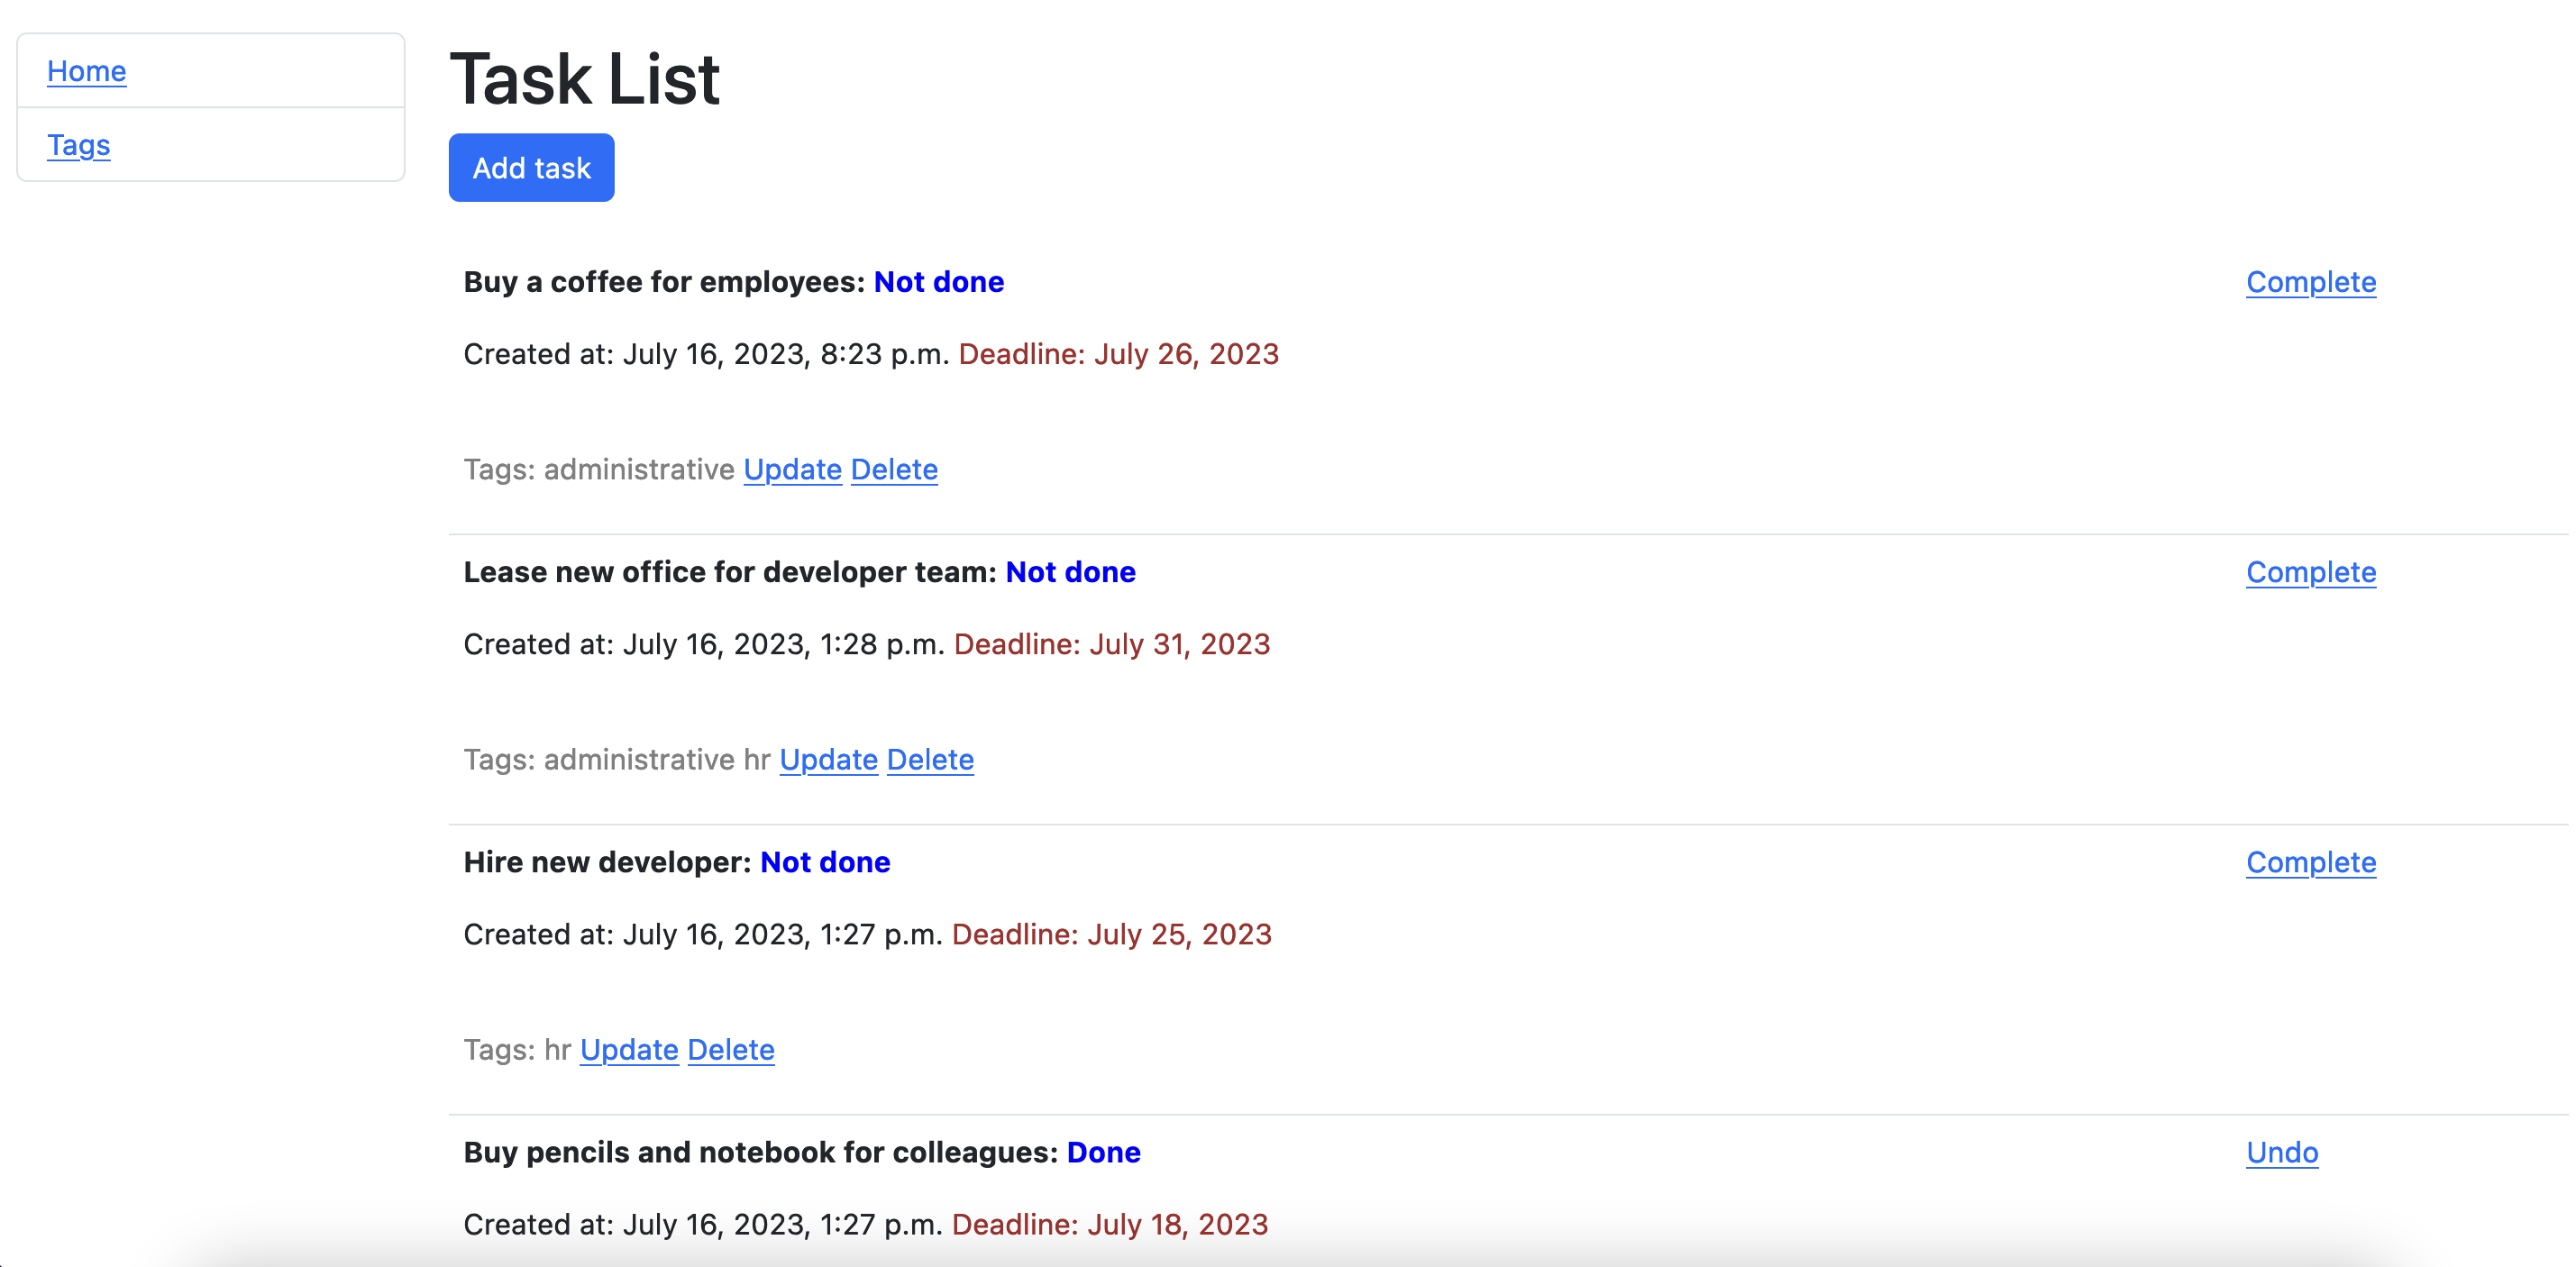 Home
Tags
Task List
Add task
Buy a coffee for employees: Not done
Complete
Created at: July 16, 2023, 8:23 p.m. Deadline: July 26, 2023
Tags: administrative Update Delete
Lease new office for developer team: Not done
Complete
Created at: July 16, 2023, 1:28 p.m. Deadline: July 31, 2023
Tags: administrative hr Update Delete
Hire new developer: Not done
Complete
Created at: July 16, 2023, 1:27 p.m. Deadline: July 25, 2023
Tags: hr Update Delete
Buy pencils and notebook for colleagues: Done
Undo
Created at: July 16, 2023, 1:27 p.m. Deadline: July 18, 2023